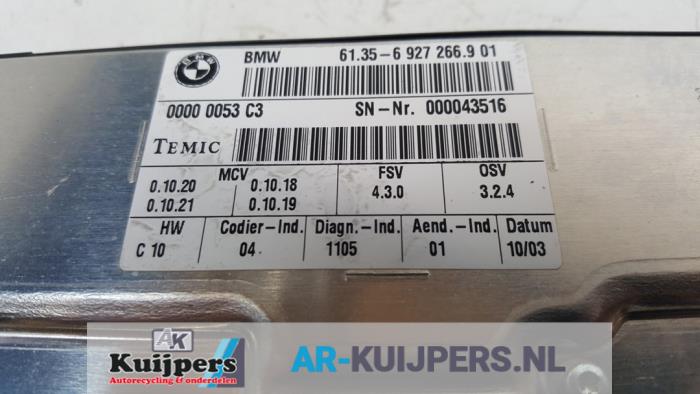 BMW
BMW 61.35-6 927 266.9 01
0000 0053 C3 SN-Nr. 000043516
TEMIC
MCV FSV OSV
0.10.20 0.10.18 4.3.0 3.2.4
0.10.21 0.10.19
HW Codier-Ind. Diagn.-Ind. Aend.-Ind. Datum
C 10 04 1105 01 10/03
AK
Kuijpers
Autorecycling & onderdelen
AR-KUIJPERS.NL